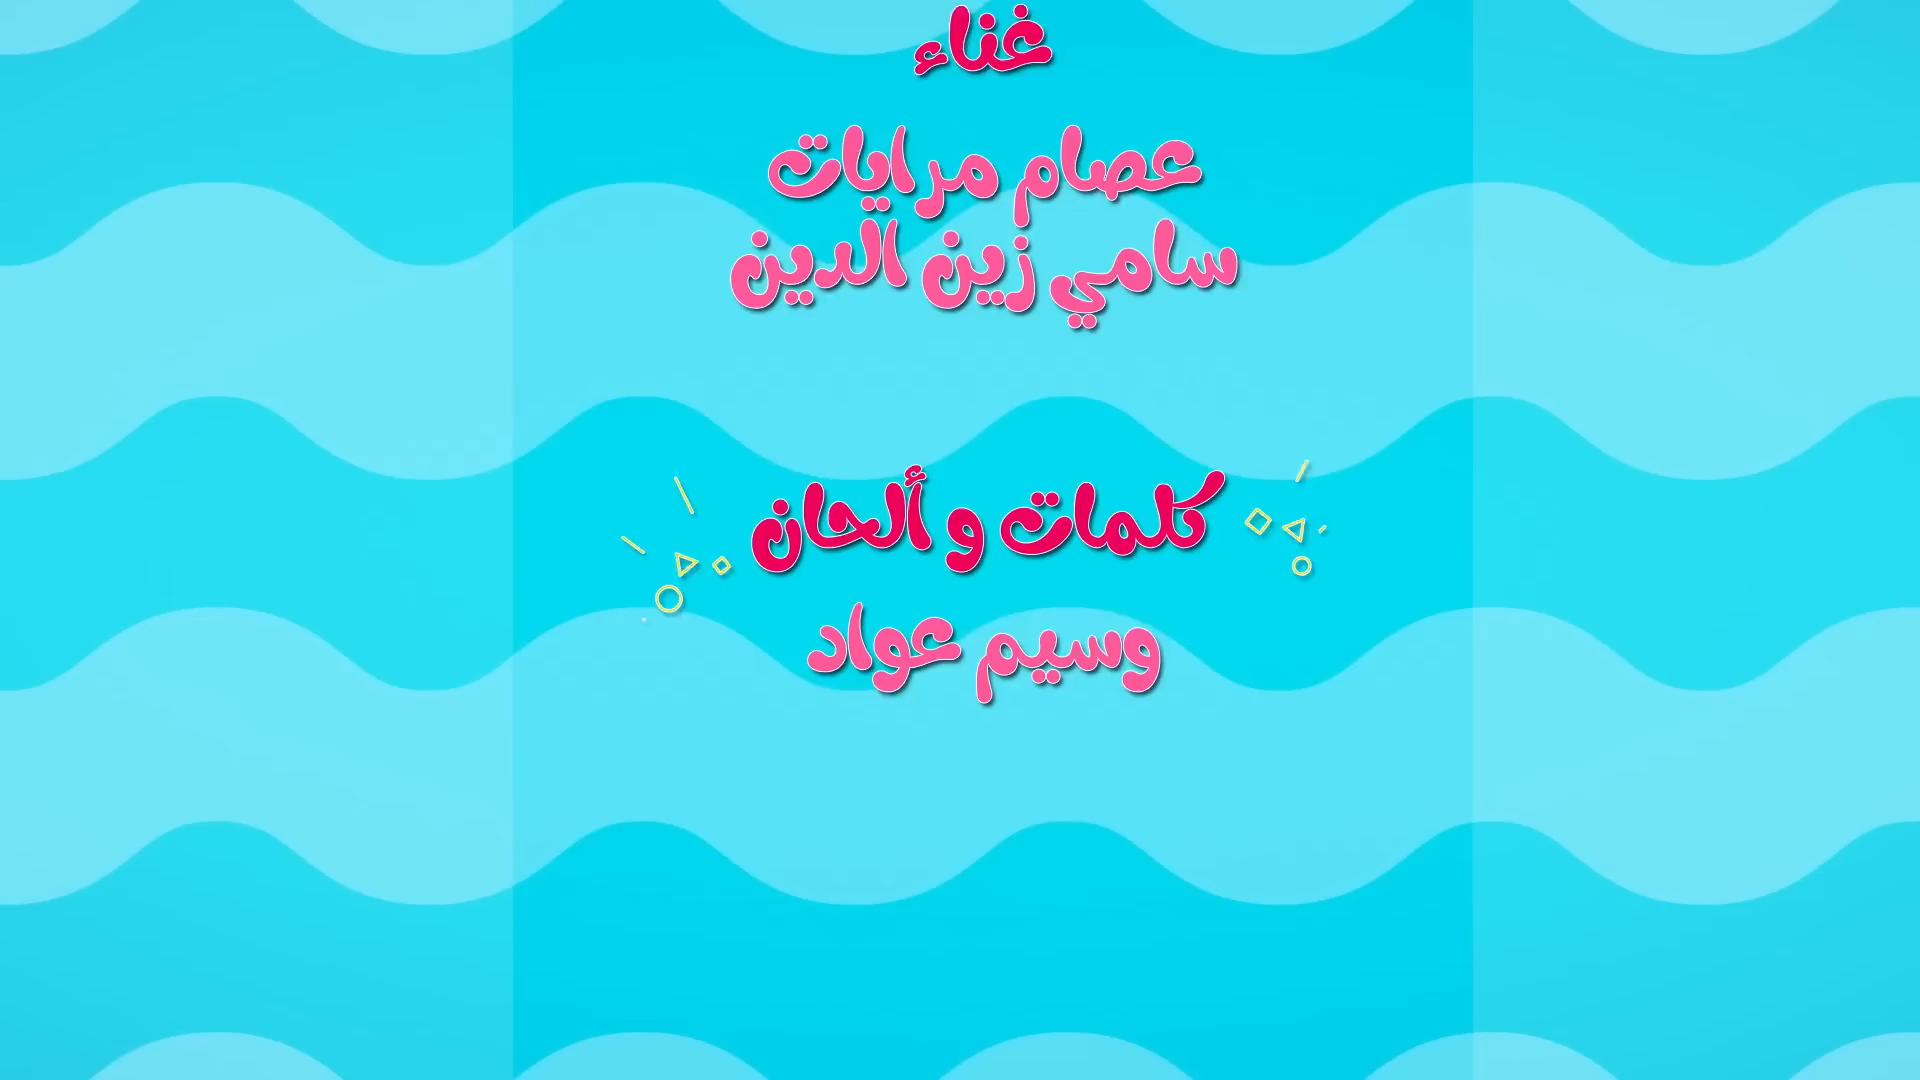 غناء
عصام مرايات
سامي زين الدين
كلمات و ألحان
وسيم عواد